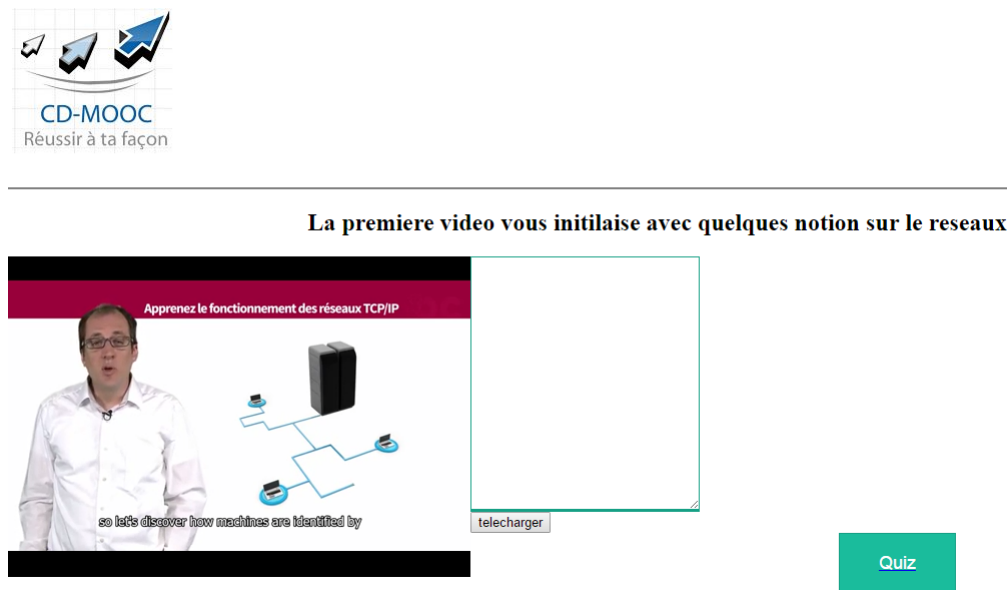 CD-MOOC
Réussir à ta façon
La premiere video vous initilaise avec quelques notion sur le reseaux
Apprenez le fonctionnement des réseaux TCP/IP
so let's discover how machines are identified by
telecharger
Quiz